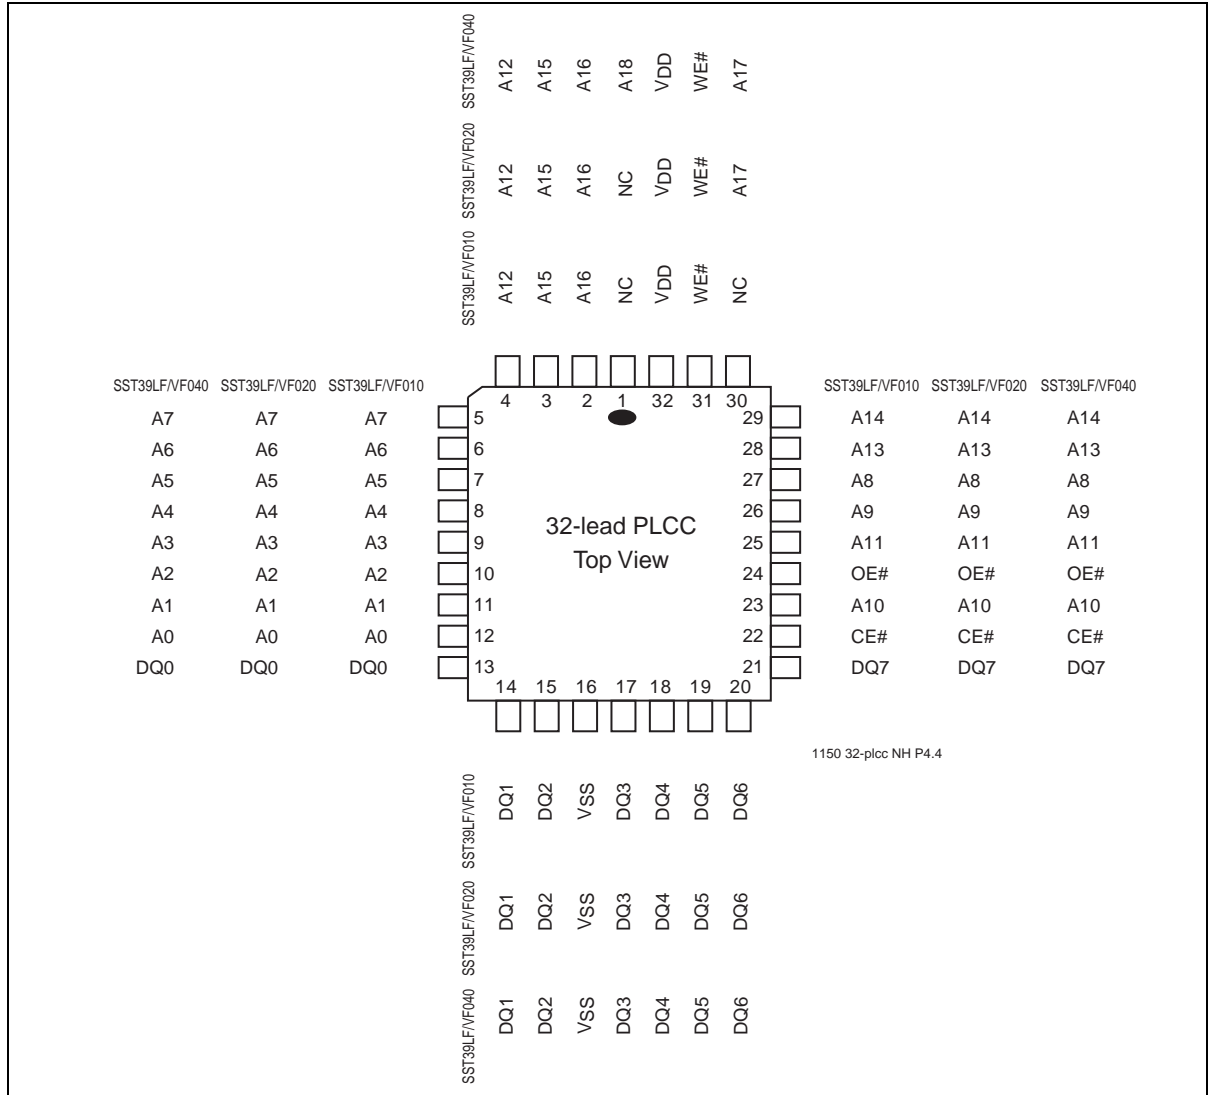 SST39LF/VF040 A12 A15 A16 A18 VDD WE# A17
SST39LF/VF020 A12 A15 A16 NC VDD WE# A17
SST39LF/VF010 A12 A15 A16 NC VDD WE# NC
SST39LF/VF040 SST39LF/VF020 SST39LF/VF010 SST39LF/VF010 SST39LF/VF020 SST39LF/VF040
4 3 2 1 32 31 30
A7 A7 A7 5 29 A14 A14 A14
A6 A6 A6 6 28 A13 A13 A13
A5 A5 A5 7 27 A8 A8 A8
A4 A4 A4 8 26 A9 A9 A9
32-lead PLCC
A3 A3 A3 9 25 A11 A11 A11
Top View
A2 A2 A2 10 24 OE# OE# OE#
A1 A1 A1 11 23 A10 A10 A10
A0 A0 A0 12 22 CE# CE# CE#
DQ0 DQ0 DQ0 13 21 DQ7 DQ7 DQ7
14 15 16 17 18 19 20
1150 32-plcc NH P4.4
SST39LF/VF010 DQ1 DQ2 VSS DQ3 DQ4 DQ5 DQ6
SST39LF/VF020 DQ1 DQ2 VSS DQ3 DQ4 DQ5 DQ6
SST39LF/VF040 DQ1 DQ2 VSS DQ3 DQ4 DQ5 DQ6